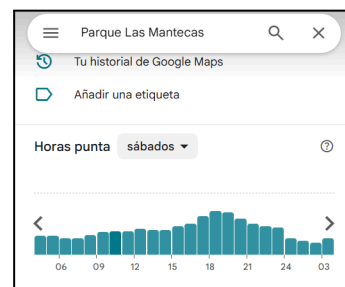 Parque Las Mantecas
Tu historial de Google Maps
Añadir una etiqueta
Horas punta sábados
06 09 12 15 18 21 24 03